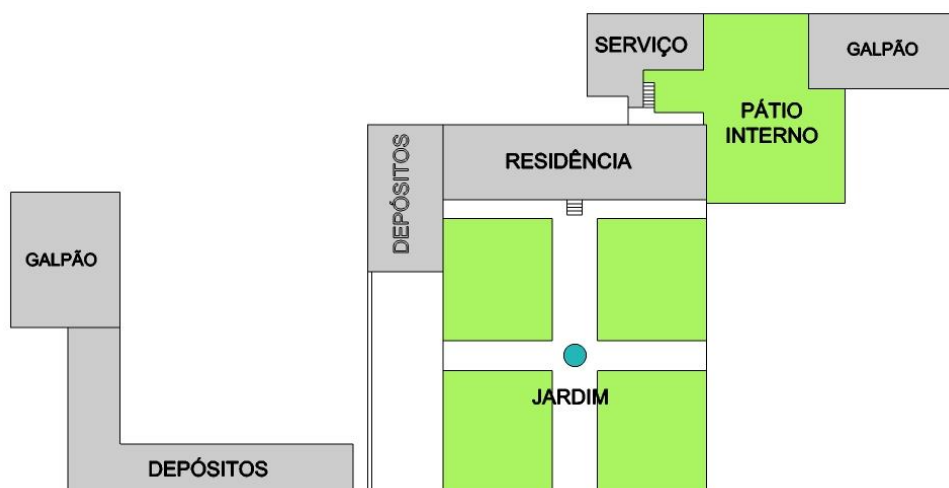 SERVIÇO
GALPÃO
PÁTIO
INTERNO
DEPÓSITOS
RESIDÊNCIA
GALPÃO
JARDIM
DEPÓSITOS